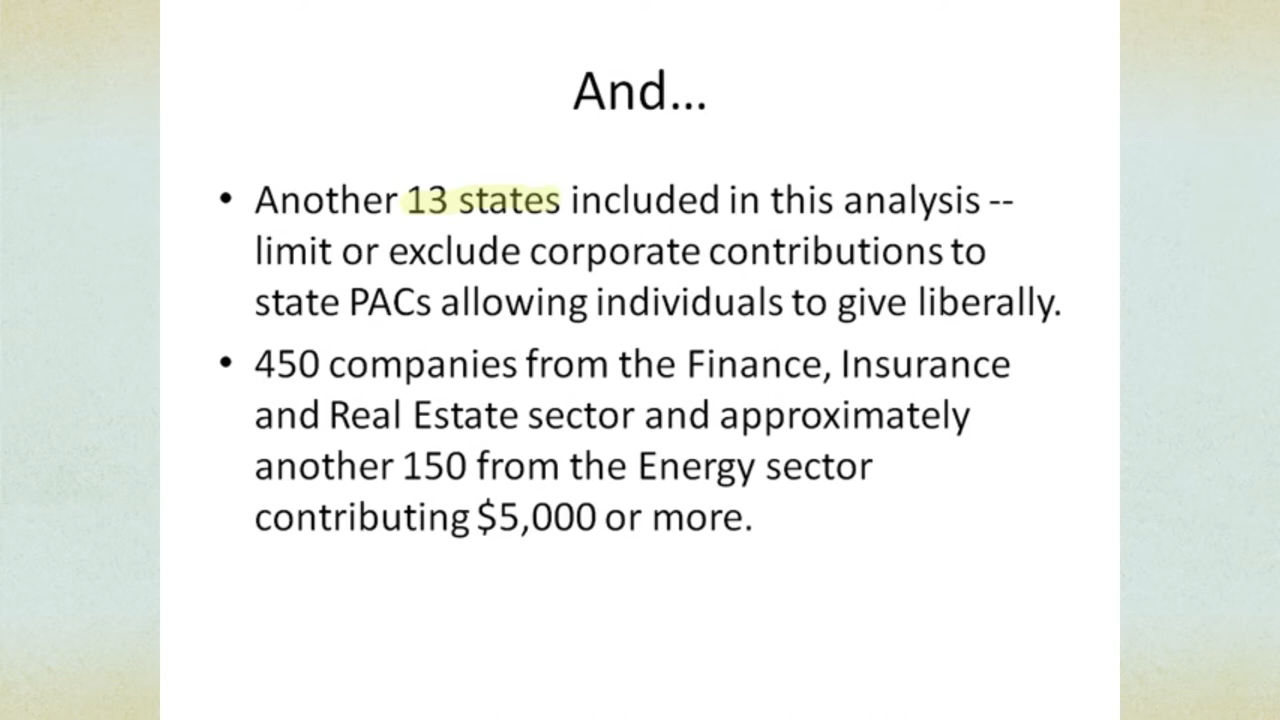 And...
• Another 13 states included in this analysis --
limit or exclude corporate contributions to
state PACs allowing individuals to give liberally.
• 450 companies from the Finance, Insurance
and Real Estate sector and approximately
another 150 from the Energy sector
contributing $5,000 or more.